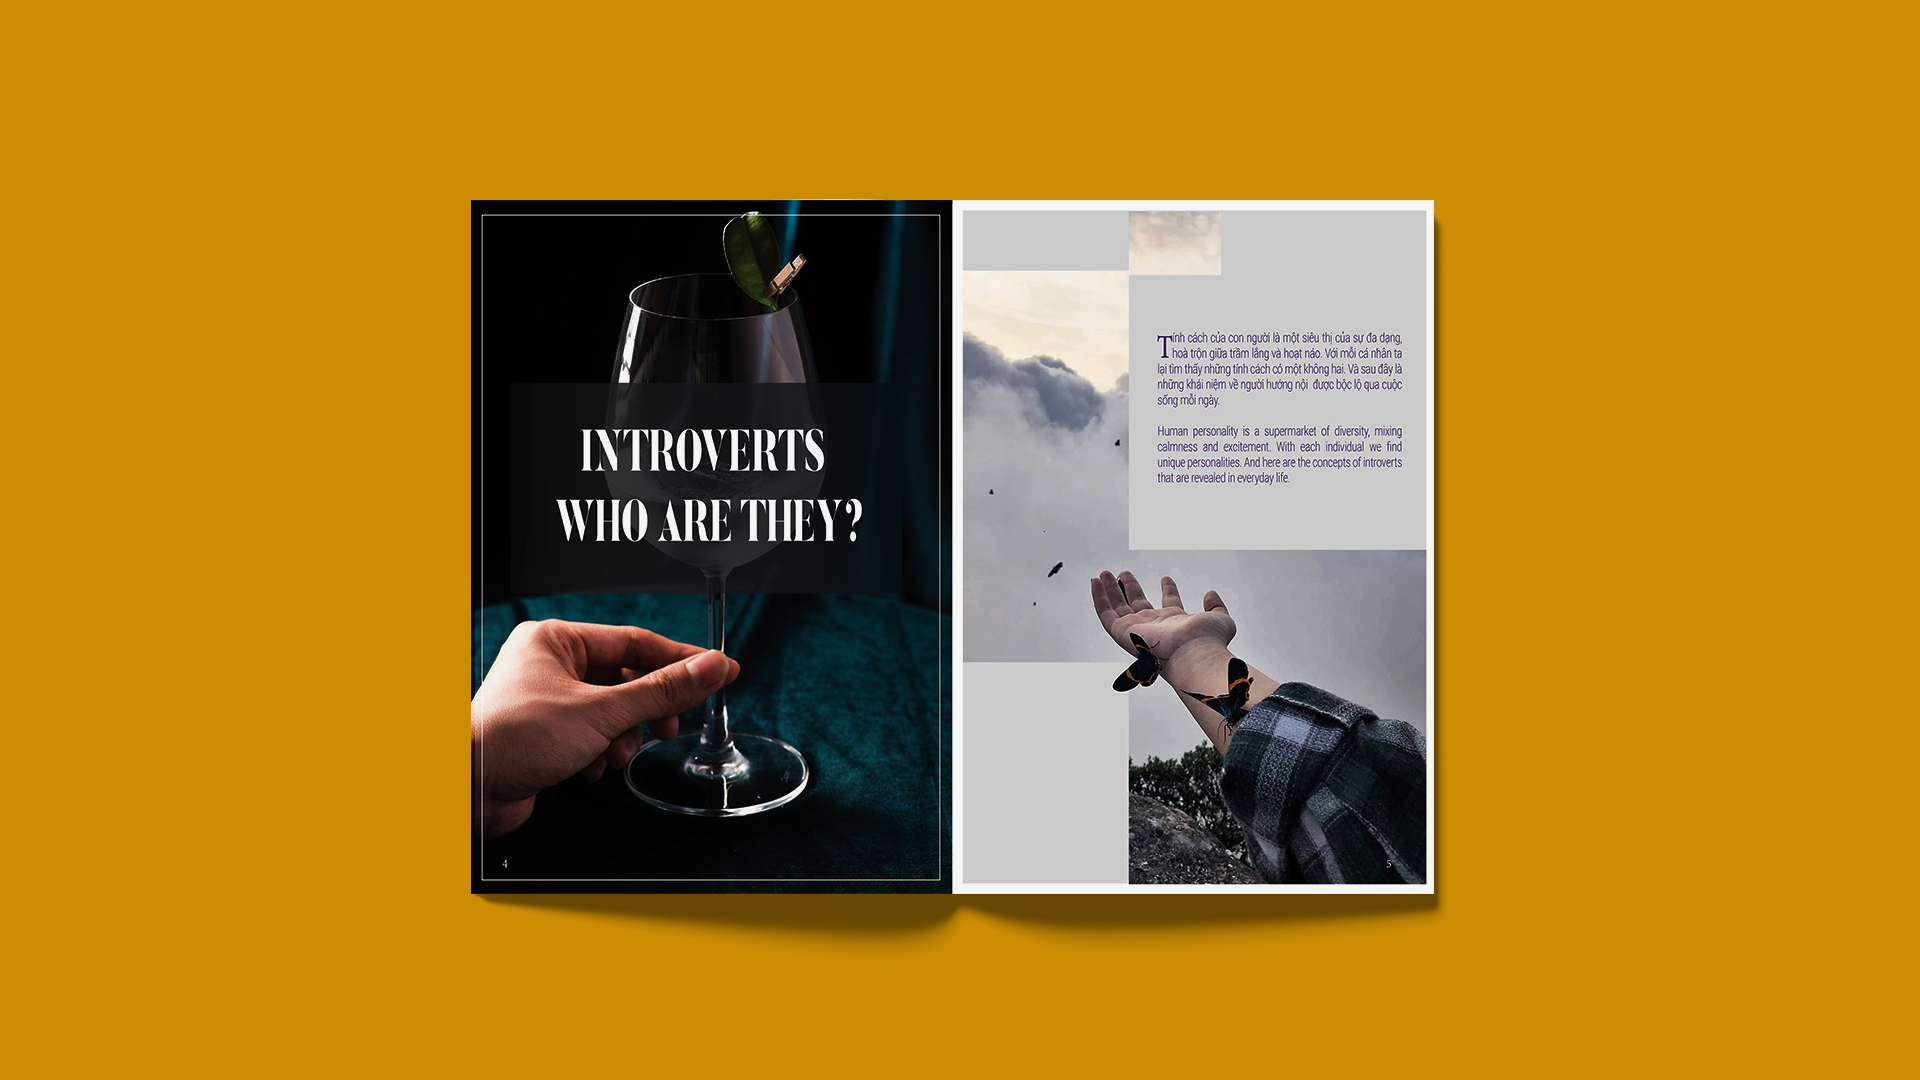 INTROVERTS
WHO ARE THEY?
4
Tính cách của con người là một siêu thị của sự đa dạng,
hoà trộn giữa trầm lắng và hoạt náo. Với mỗi cá nhân ta
lại tìm thấy những tính cách có một không hai. Và sau đây là
những khái niệm về người hướng nội được bộc lộ qua cuộc
sống mỗi ngày.
Human personality is a supermarket of diversity, mixing
calmness and excitement. With each individual we find
unique personalities. And here are the concepts of introverts
that are revealed in everyday life.
5